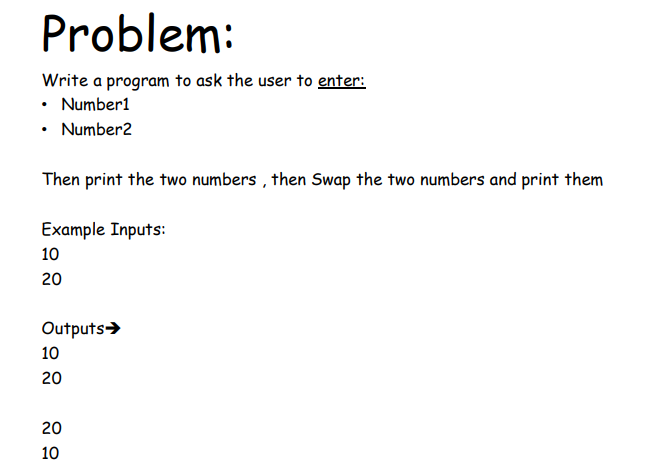 Problem:
Write a program to ask the user to enter:
• Number1
• Number2
Then print the two numbers , then Swap the two numbers and print them
Example Inputs:
10
20
Outputs➔
10
20
20
10